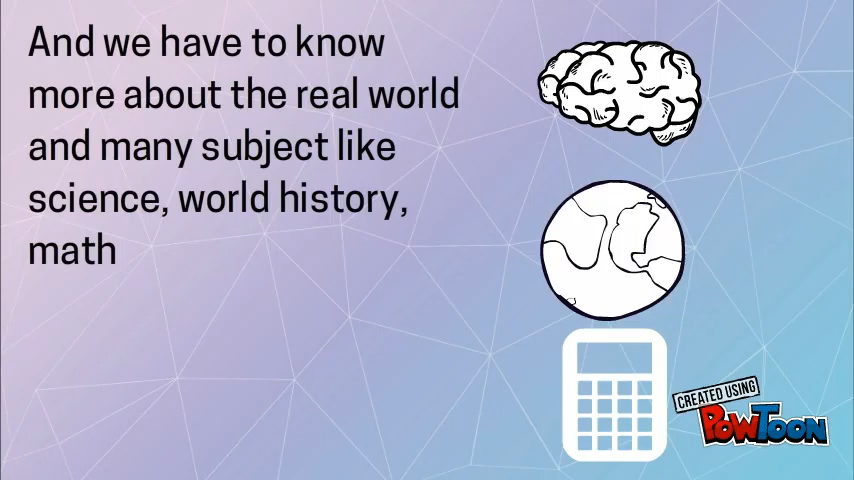 And we have to know
more about the real world
and many subject like
science, world history,
math
CREATED USING
POWTOON